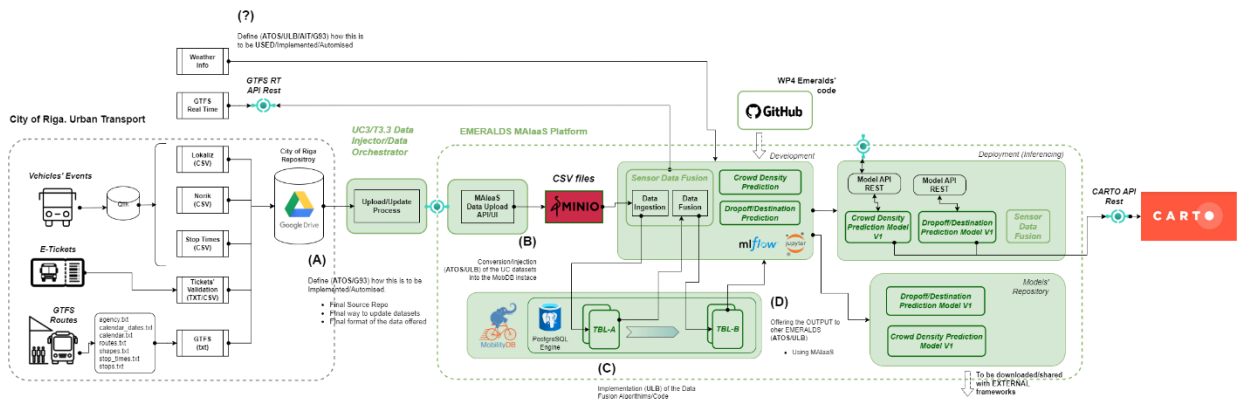 (?)
Define (ATOS/ULB/AIT/G93) how this is
to be USED/Implemented/Automised
Weather
Info
GTFS
Real Time
GTFS RT
API Rest
WP4 Emeralds'
code
GitHub
City of Riga. Urban Transport
UC3/T3.3 Data
Injector/Data
Orchestrator
EMERALDS MAIaaS Platform
Vehicles' Events
Lokaliz
(CSV)
Norik
(CSV)
Stop Times
(CSV)
E-Tickets
Tickets'
Validation
(TXT/CSV)
GTFS
Routes
agency.txt
calendar_dates.txt
calendar.txt
routes.txt
shapes.txt
stop_times.txt
stops.txt
GTFS
(txt)
City of Riga
Repositroy
Google Drive
(A)
Define (ATOS/G93) how this is to be
Implemented/Automised.
• Final Source Repo
• Final way to update datasets
• Final format of the data offered
Upload/Update
Process
MAIaaS
Data Upload
API/UI
(B)
CSV files
MINIO
Conversion/Injection
(ATOS/ULB) of the UC datasets
into the MobDB instace
Development
Sensor Data Fusion
Data
Ingestion
Data
Fusion
Crowd Density
Prediction
Dropoff/Destination
Prediction
mlflow
jupyter
MobilityDB
PostgrsSQL
Engine
TBL-A
TBL-B
(C)
Implementation (ULB) of the Data
Fusion Algorithms/Code
(D)
Offering the OUTPUT to
oher EMERALDS
(ATOS/ULB)
• Using MAIaaS
Deployment (Inferencing)
Model API
REST
Model API
REST
Crowd Density
Prediction Model
V1
Dropoff/Destination
Prediction Model V1
Sensor
Data
Fusion
Models'
Repository
Dropoff/Destination
Prediction Model V1
Crowd Density Prediction
Model V1
To be downloaded/shared
with EXTERNAL
frameworks
CARTO API
Rest
CARTO